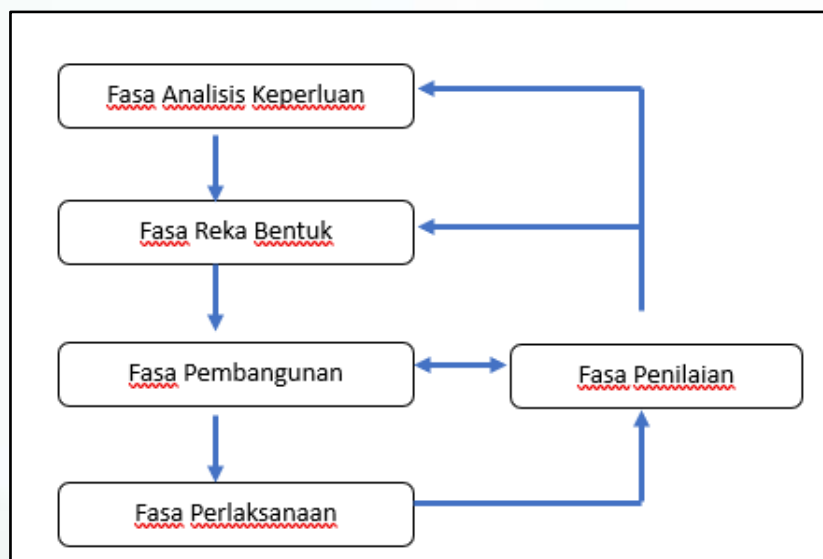 Fasa Analisis Keperluan
Fasa Reka Bentuk
Fasa Pembangunan
Fasa Penilaian
Fasa Perlaksanaan